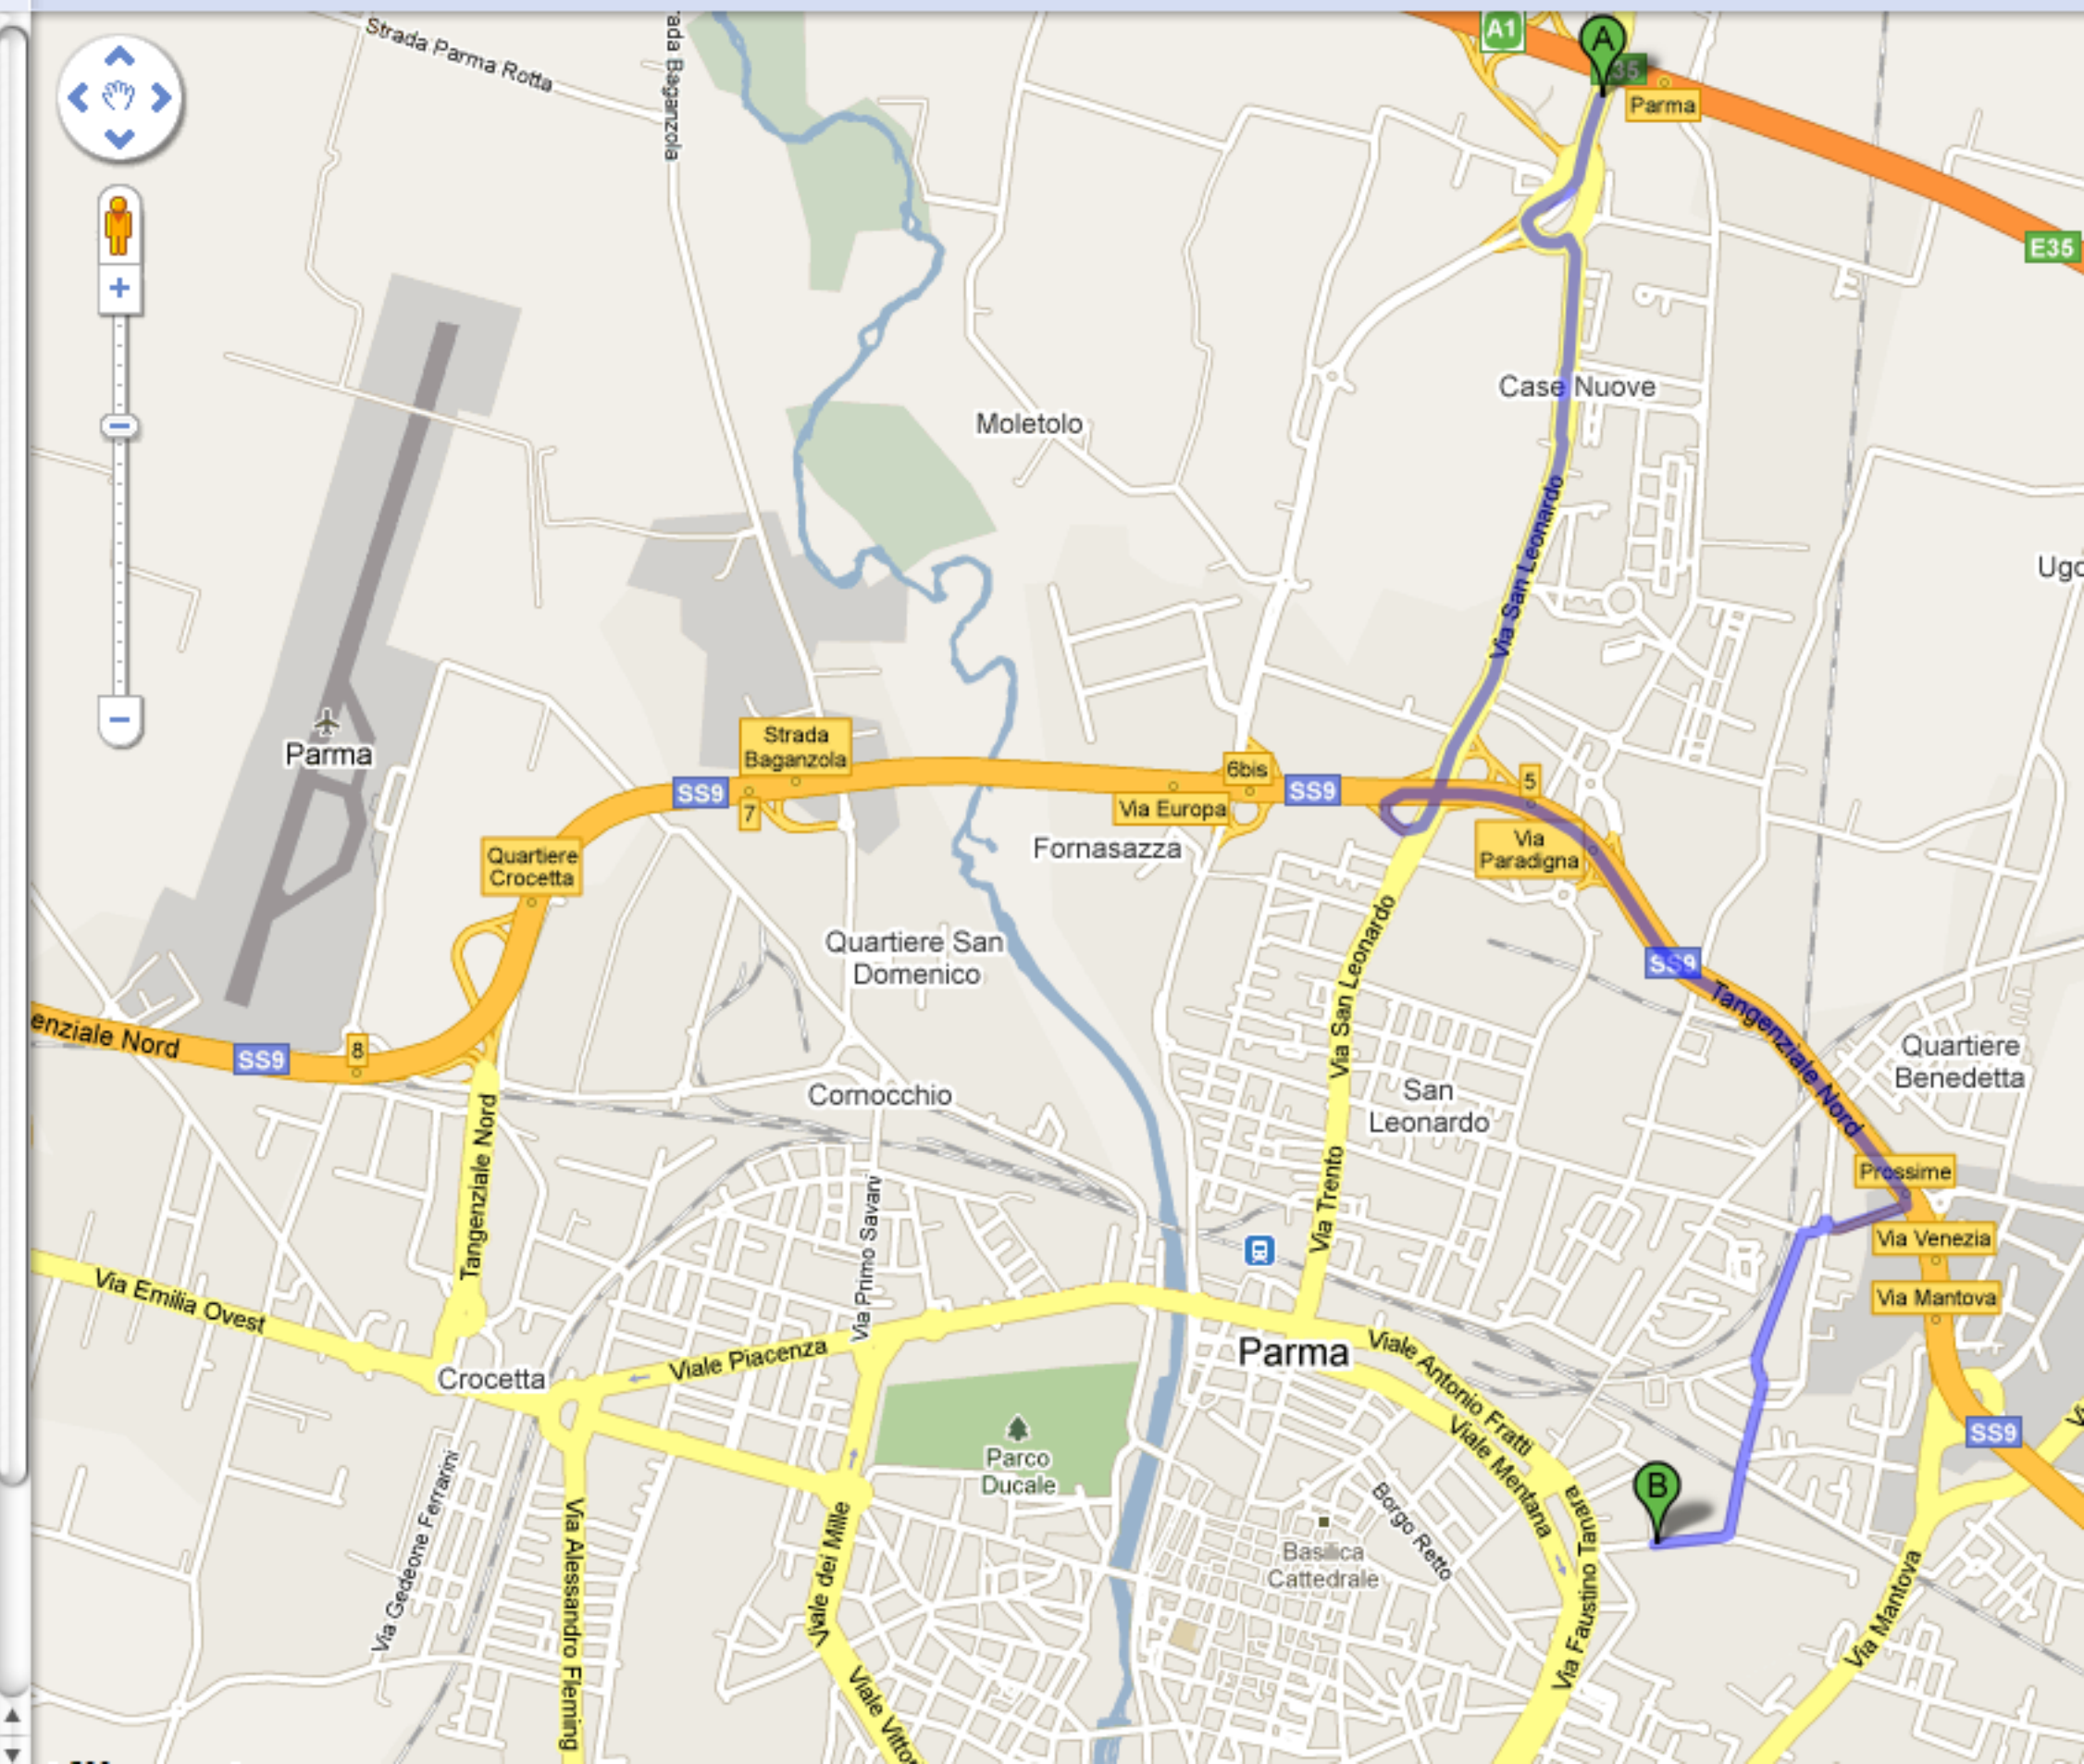 Strada Parma Rotta
rada Baganzola
A1
A
E35
Parma
E35
Case Nuove
Moletolo
Via San Leonardo
Ugo
Parma
Strada
Baganzola
SS9
7
6bis
Via Europa
SS9
5
Via
Paradigna
Quartiere
Crocetta
Fornasazza
Quartiere San
Domenico
Via San Leonardo
SS9
Tangenziale Nord
enziale Nord
SS9
8
Quartiere
Benedetta
Cornocchio
San
Leonardo
Tangenziale Nord
Via Primo Savani
Via Trento
Prossime
Via Venezia
Via Mantova
Via Emilia Ovest
Viale Piacenza
Crocetta
Parma
Viale Antonio Fratti
Viale Mentana
SS9
Parco
Ducale
Borgo Retto
B
Basilica
Cattedrale
Via Faustino Tanara
Via Gedeone Ferrarini
Via Alessandro Fleming
Viale dei Mille
Viale Vittor
Via Mantova